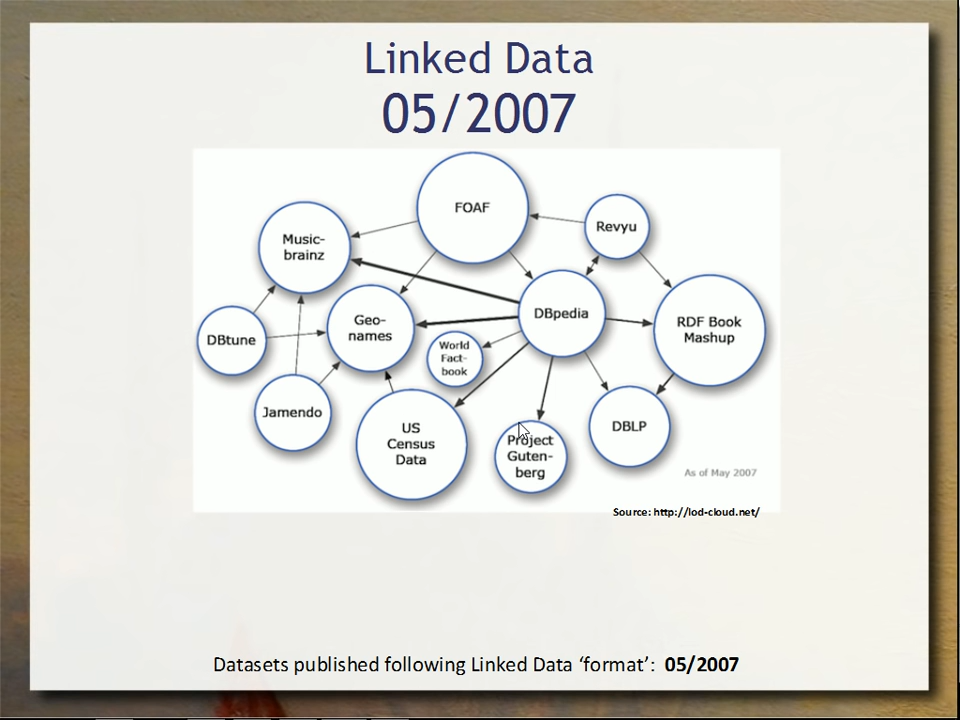 Linked Data
05/2007
FOAF
Revyu
Music-
brainz
DBpedia
Geo-
names
RDF Book
Mashup
DBtune
World
Fact-
book
Jamendo
US
Census
Data
Project
Guten-
berg
DBLP
As of May 2007
Source: http://lod-cloud.net/
Datasets published following Linked Data ‘format’: 05/2007